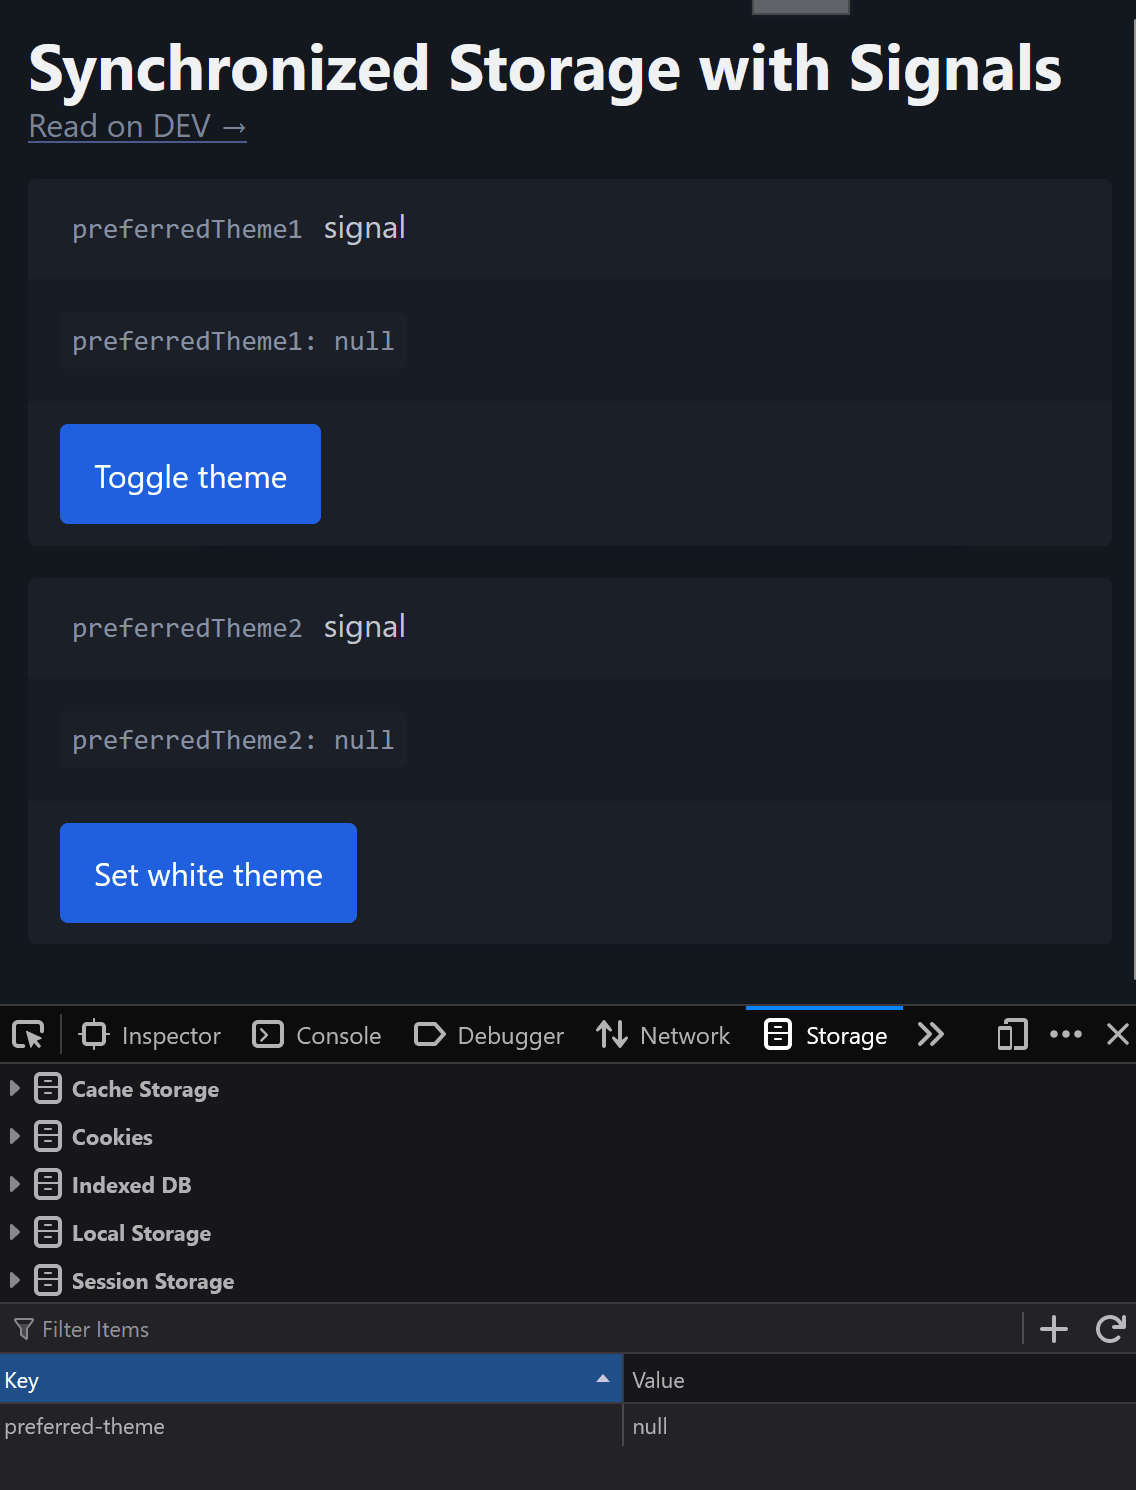 Synchronized Storage with Signals
Read on DEV →
preferredTheme1 signal
preferredTheme1: null
Toggle theme
preferredTheme2 signal
preferredTheme2: null
Set white theme
Inspector Console Debugger Network Storage
Cache Storage
Cookies
Indexed DB
Local Storage
Session Storage
Filter Items
Key Value
preferred-theme null